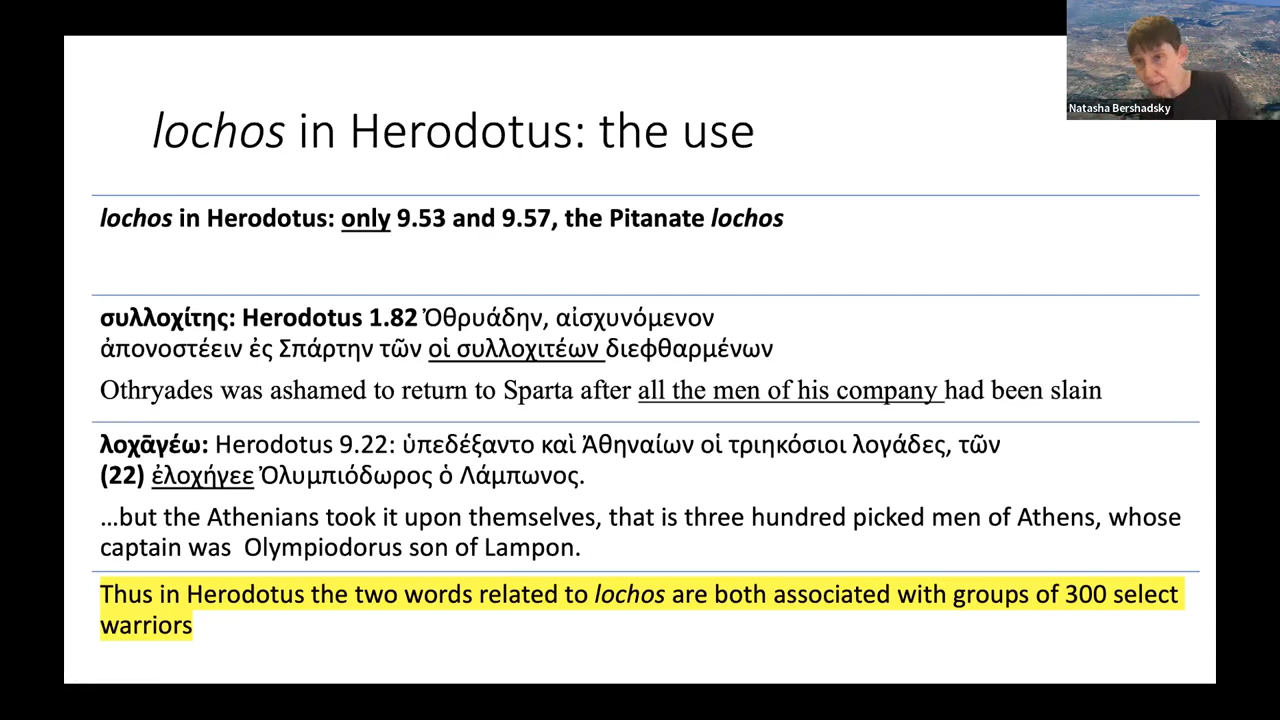 Natasha Bershadsky
lochos in Herodotus: the use
lochos in Herodotus: only 9.53 and 9.57, the Pitanate lochos
συλλοχίτης: Herodotus 1.82 Ὀθρυάδην, αἰσχυνόμενον
ἀπονοστέειν ἐς Σπάρτην τῶν οἱ συλλοχιτέων διεφθαρμένων
Othryades was ashamed to return to Sparta after all the men of his company had been slain
λοχᾱγέω: Herodotus 9.22: ὑπεδέξαντο καὶ Ἀθηναίων οἱ τριηκόσιοι λογάδες, τῶν
(22) ἐλοχήγεε Ὀλυμπιόδωρος ὁ Λάμπωνος.
…but the Athenians took it upon themselves, that is three hundred picked men of Athens, whose
captain was Olympiodorus son of Lampon.
Thus in Herodotus the two words related to lochos are both associated with groups of 300 select
warriors